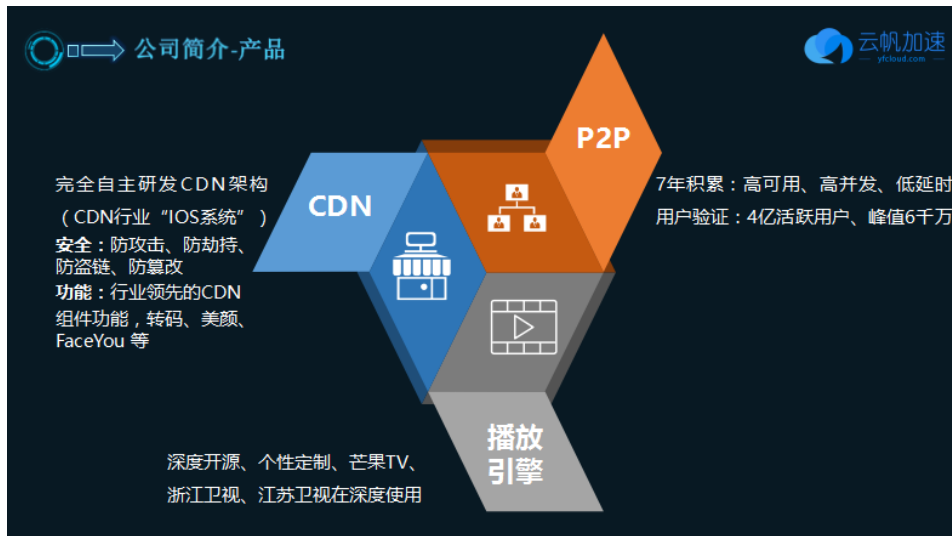 公司简介-产品
云帆加速
yfcloud.com
P2P
CDN
完全自主研发CDN架构
（CDN行业“IOS系统”）
安全：防攻击、防劫持、
防盗链、防篡改
功能：行业领先的CDN
组件功能，转码、美颜、
FaceYou 等
7年积累：高可用、高并发、低延时
用户验证：4亿活跃用户、峰值6千万
播放
引擎
深度开源、个性定制、芒果TV、
浙江卫视、江苏卫视在深度使用